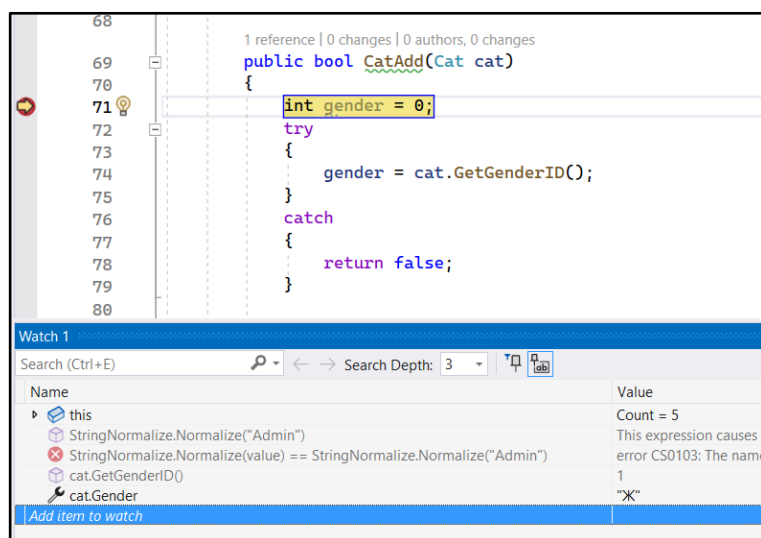 68
1 reference | 0 changes | 0 authors, 0 changes
69 public bool CatAdd(Cat cat)
70 {
71 int gender = 0;
72 try
73 {
74 gender = cat.GetGenderID();
75 }
76 catch
77 {
78 return false;
79 }
80
Watch 1
Search (Ctrl+E) Search Depth: 3
Name Value
this Count = 5
StringNormalize.Normalize("Admin") This expression causes
StringNormalize.Normalize(value) == StringNormalize.Normalize("Admin") error CS0103: The name
cat.GetGenderID() 1
cat.Gender "Ж"
Add item to watch